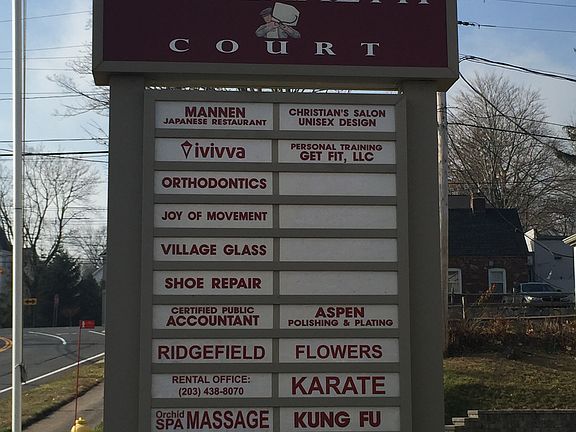 COURT
MANNEN
JAPANESE RESTAURANT
CHRISTIAN'S SALON
UNISEX DESIGN
ivivva
PERSONAL TRAINING
GET FIT, LLC
ORTHODONTICS
JOY OF MOVEMENT
VILLAGE GLASS
SHOE REPAIR
CERTIFIED PUBLIC
ACCOUNTANT
ASPEN
POLISHING & PLATING
RIDGEFIELD
FLOWERS
RENTAL OFFICE:
(203) 438-8070
KARATE
Orchid
SPA MASSAGE
KUNG FU